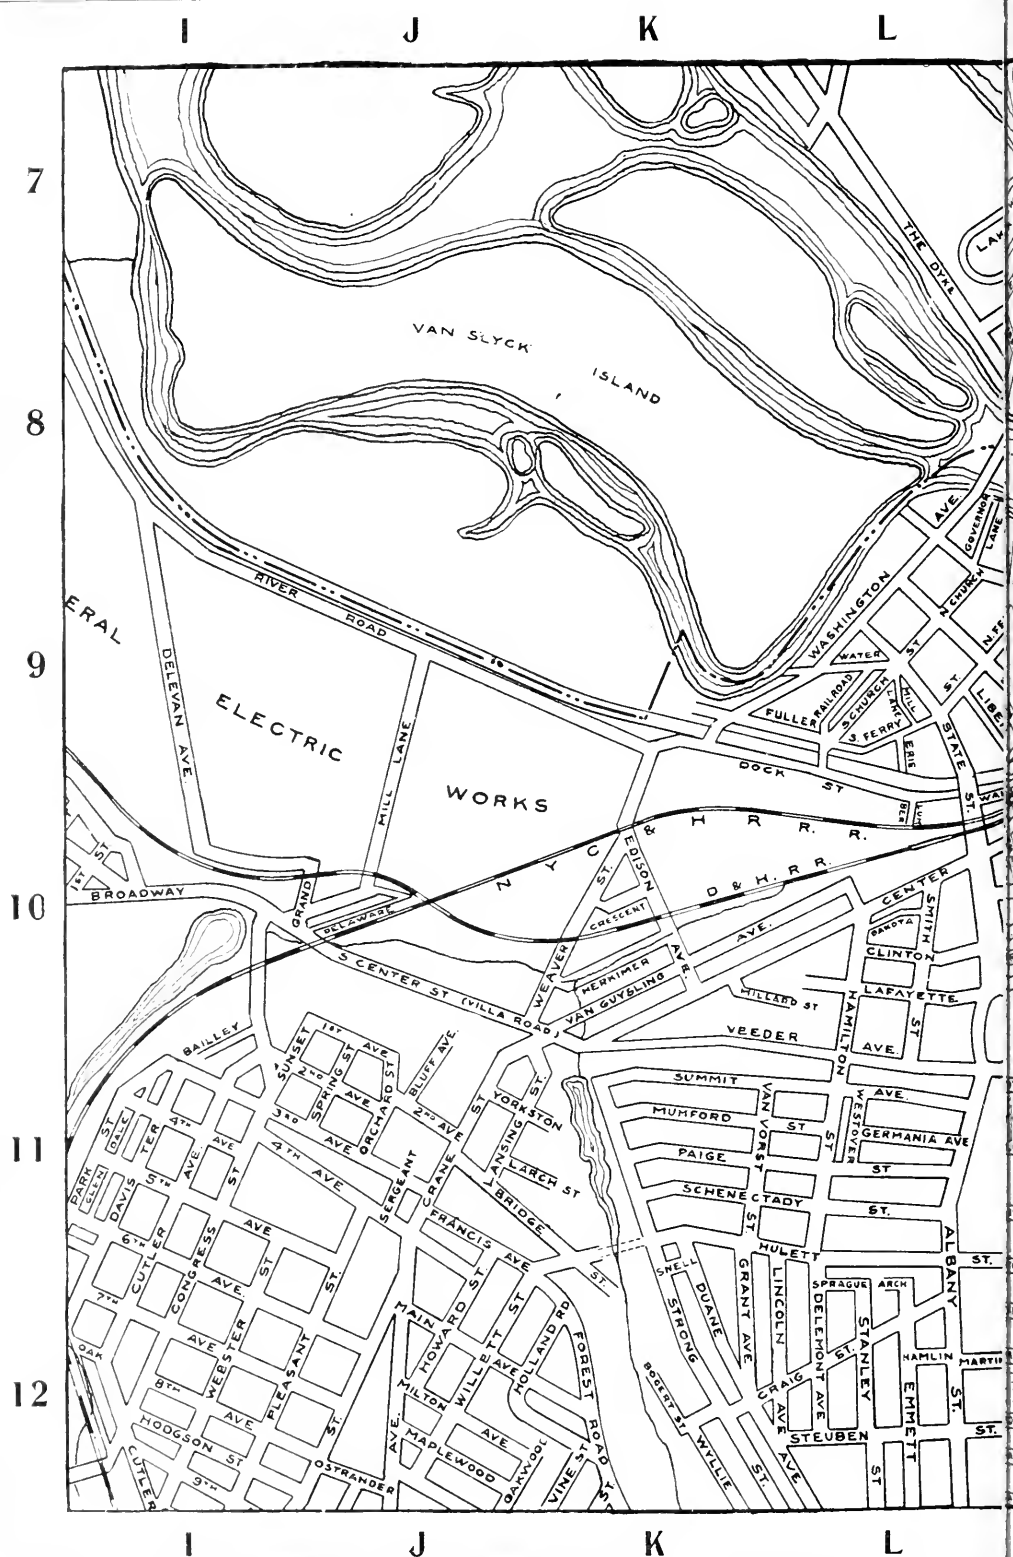 I J K L
7
THE DYKE
LAK
VAN SLYCK
ISLAND
8
AVE.
GOVERNOR
LANE
RIVER ROAD
ERAL
WASHINGTON
N. CHURCH
ST
N. FE
9
DELEVAN AVE.
WATER
ELECTRIC
MILL LANE
FULLER
RAILROAD
S. CHURCH
MILL
LANE
ST.
LIBE
S. FERRY
ERIE
STATE
ST.
DOCK ST
WORKS
WA
N Y C & H R R. R.
EDISON
AVE.
D & H. R. R.
1ST
ST
BROADWAY
10
GRAND
DELAWARE
ST.
CRESCENT
WEAVER
AVE.
CENTER
SMITH
DAKOTA
CLINTON
S CENTER ST (VILLA ROAD)
HERKIMER
VAN GUYSLING
MILLARD ST
LAFAYETTE
ST
HAMILTON
BAILLEY
SUNSET
1ST AVE
BLUFF AVE.
VEEDER
AVE.
2ND AVE
SPRING ST
ORCHARD ST.
2ND AVE
SUMMIT
AVE.
YORKSTON
ST.
MUMFORD
VAN VORST
ST
ST
WESTOVER
GERMANIA AVE
3RD AVE
11
ST
DALE
4TH AVE
4TH AVE
PAIGE
ST
LANSING
LARCH ST
SCHENECTADY
ST.
PARK
GLEN
DAVIS
TER
AVE.
5TH
ST
SERGEANT
CRANE
ST
BRIDGE
ST.
FRANCIS AVE
HULETT
ST.
ALBANY
6TH
CUTLER
CONGRESS
AVE
ST
AVE.
ST.
SNELL
DUANE
STRONG
GRANT AVE
LINCOLN
SPRAGUE
ARCH
7TH
AVE
WEBSTER
PLEASANT
MAIN
HOWARD ST.
WILLETT ST
AVE
HOLLAND RD
FOREST
ROAD
DELEMONT AVE
STANLEY
ST.
HAMLIN
MARTIN
OAK
12
8TH
AVE
MILTON
AVE
CRAIG
EMMETT
ST.
BOGERT ST.
HODGSON
ST
ST.
AVE.
MAPLEWOOD
WYLLIE
ST.
AVE
AVE
STEUBEN
ST.
CUTLER
9TH
OSTRANDER
OAKWOOD
VINE ST
ST
ST
I J K L